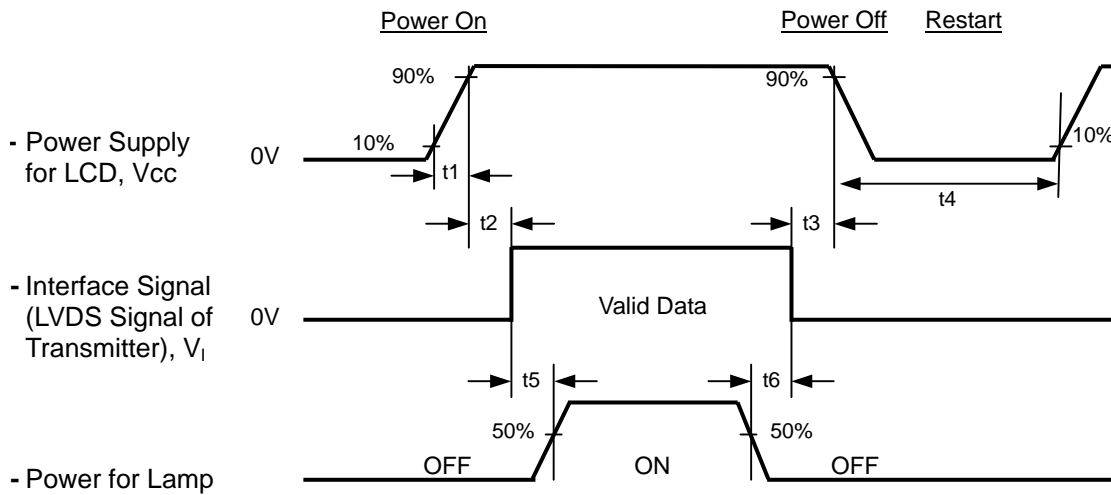 Power On
Power Off
Restart
90%
90%
- Power Supply
for LCD, Vcc
0V
10%
10%
t1
t4
t2
t3
- Interface Signal
(LVDS Signal of
Transmitter), VI
0V
Valid Data
t5
t6
50%
50%
- Power for Lamp
OFF
ON
OFF